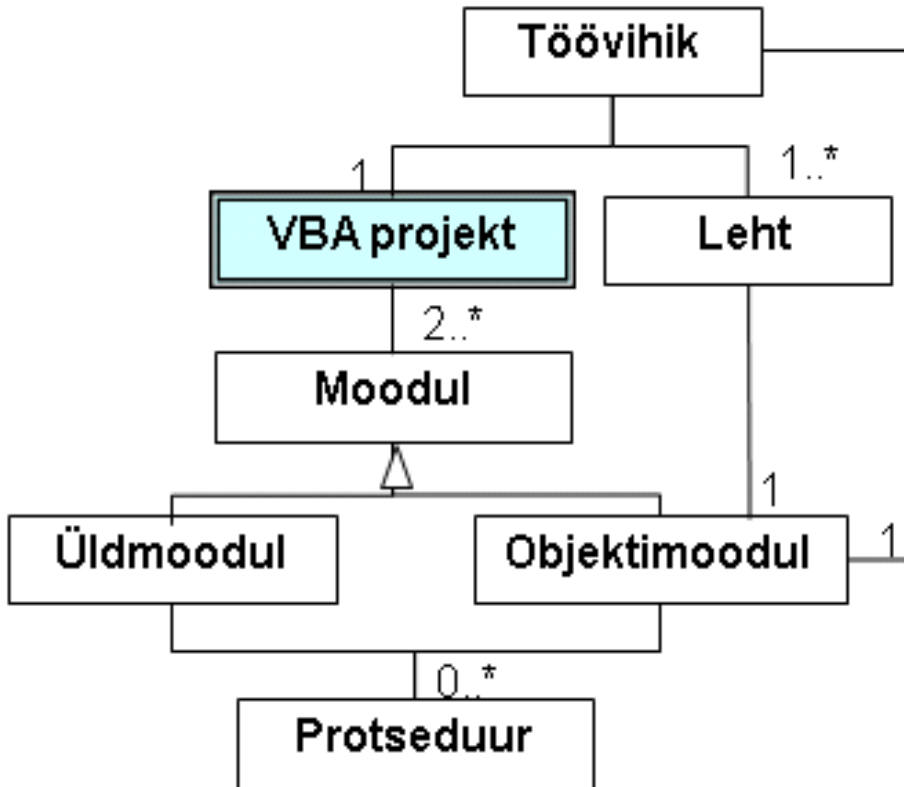 Töövihik
1
1..*
VBA projekt
Leht
2..*
Moodul
1
Üldmoodul
Objektimoodul
1
0..*
Protseduur